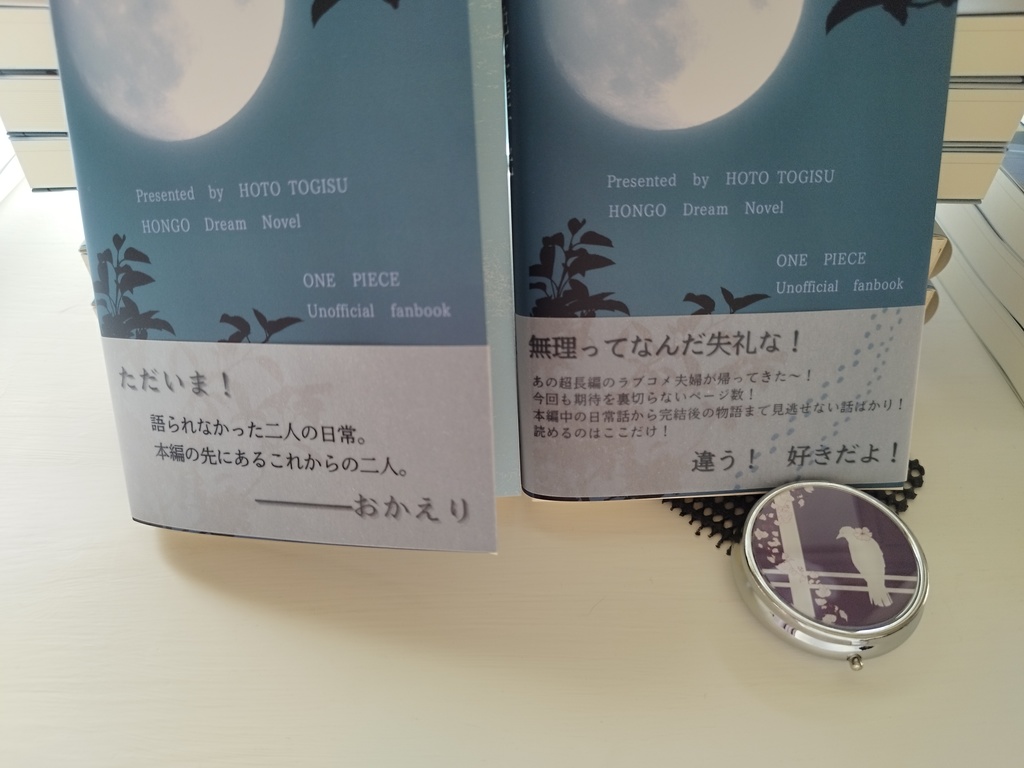 Presented by HOTO TOGISU
HONGO Dream Novel
ONE PIECE
Unofficial fanbook
ただいま！
語られなかった二人の日常。
本編の先にあるこれからの二人。
――おかえり
Presented by HOTO TOGISU
HONGO Dream Novel
ONE PIECE
Unofficial fanbook
無理ってなんだ失礼な！
あの超長編のラブコメ夫婦が帰ってきた～！
今回も期待を裏切らないページ数！
本編中の日常話から完結後の物語まで見逃せない話ばかり！
読めるのはここだけ！
違う！　好きだよ！